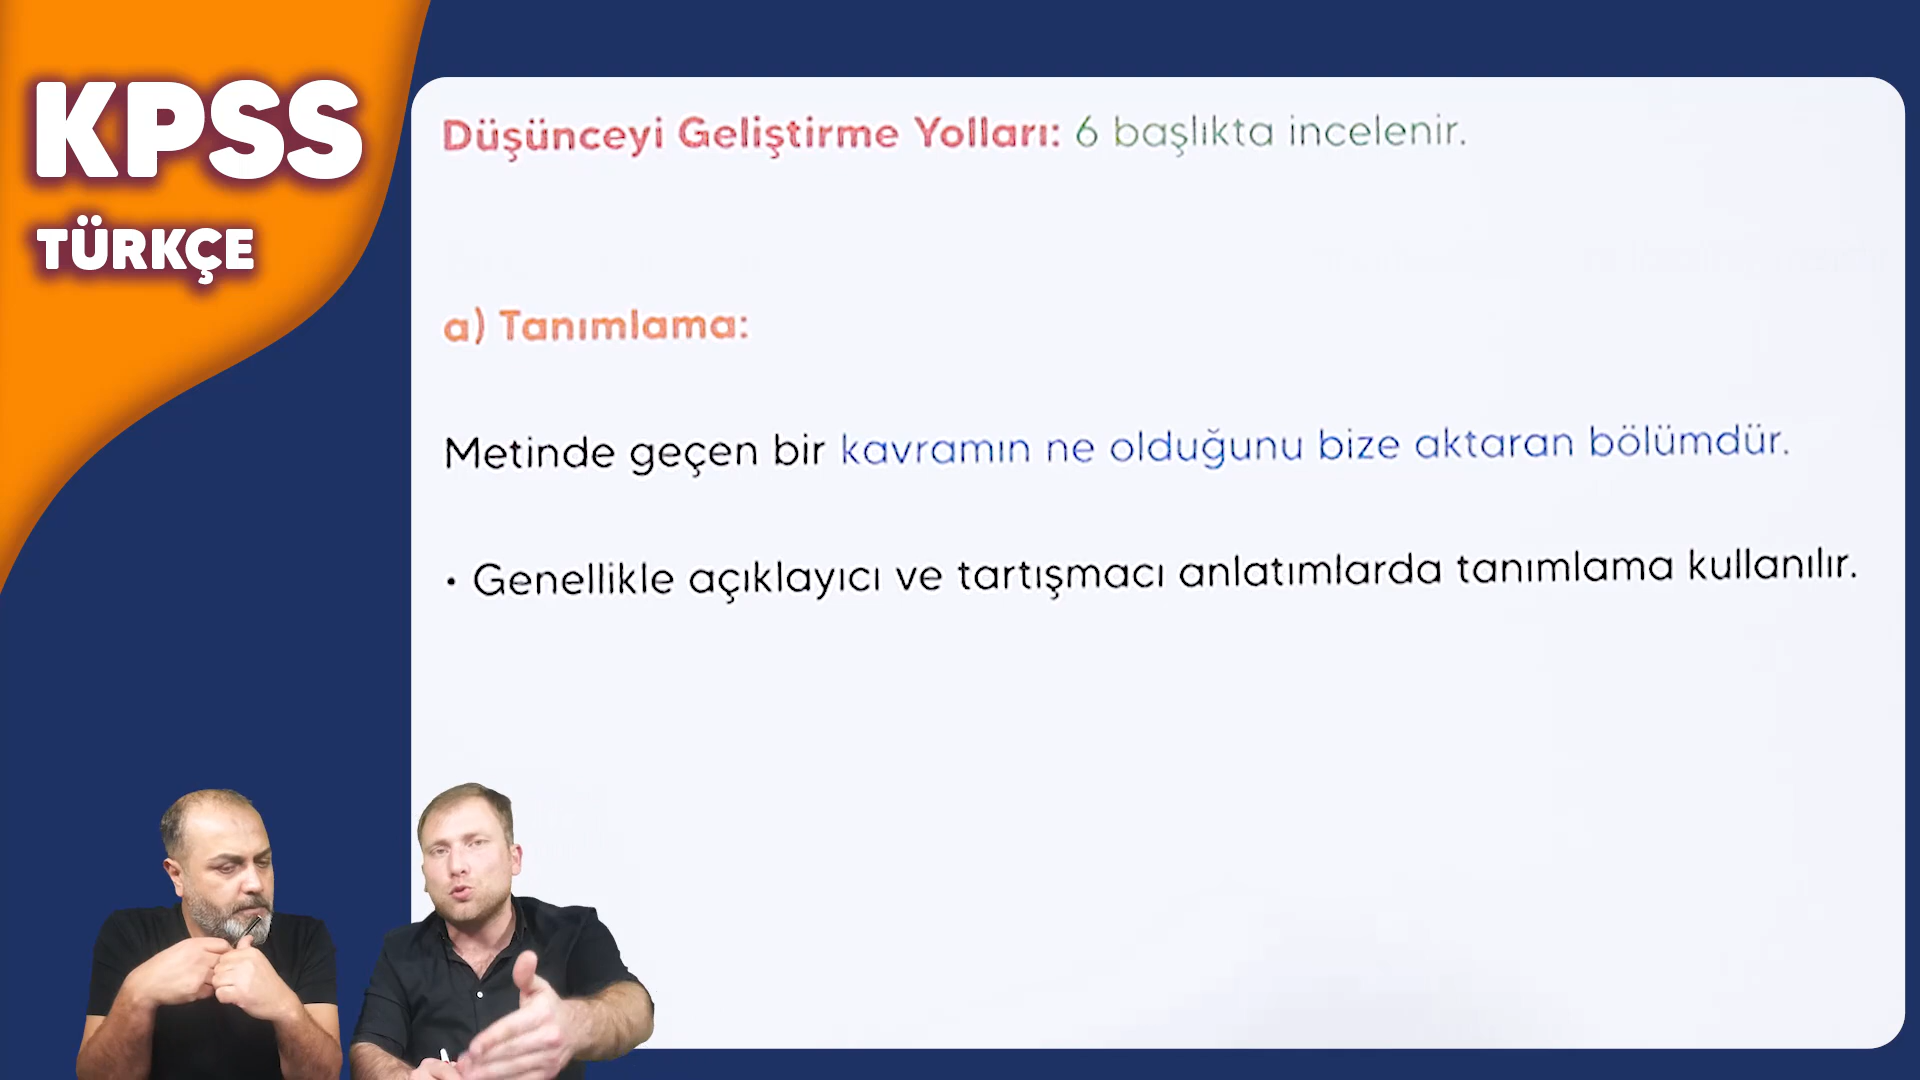 KPSS
TÜRKÇE
Düşünceyi Geliştirme Yolları: 6 başlıkta incelenir.
a) Tanımlama:
Metinde geçen bir kavramın ne olduğunu bize aktaran bölümdür.
• Genellikle açıklayıcı ve tartışmacı anlatımlarda tanımlama kullanılır.